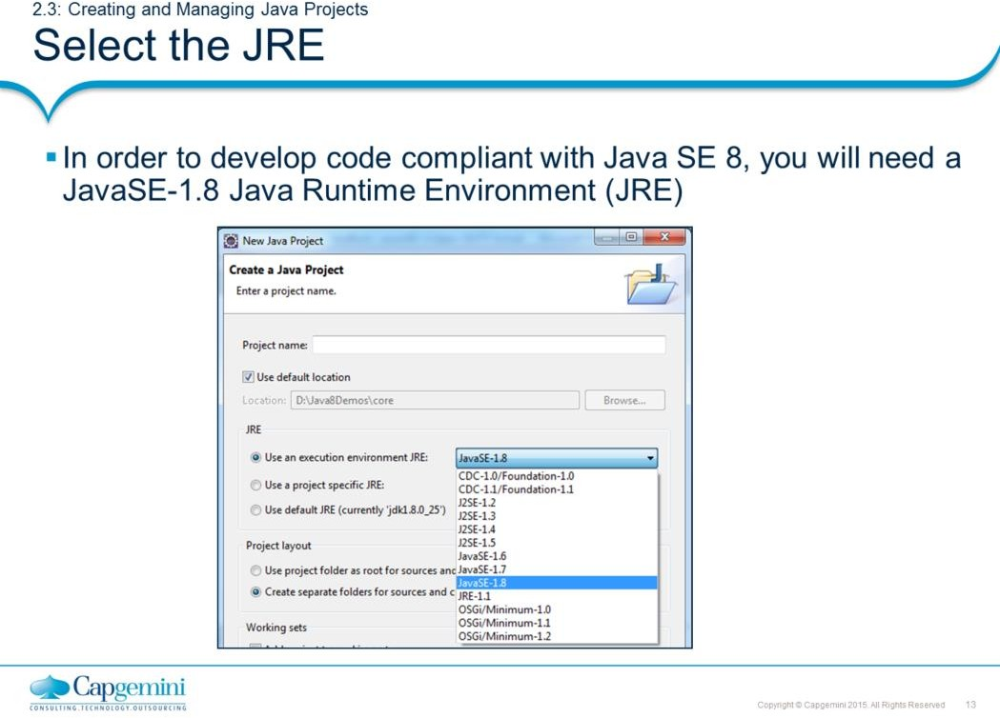 2.3: Creating and Managing Java Projects
Select the JRE
In order to develop code compliant with Java SE 8, you will need a
JavaSE-1.8 Java Runtime Environment (JRE)
New Java Project
Create a Java Project
Enter a project name.
Project name:
Use default location
Location: D:\Java8Demos\core Browse...
JRE
Use an execution environment JRE: JavaSE-1.8
CDC-1.0/Foundation-1.0
CDC-1.1/Foundation-1.1
J2SE-1.2
J2SE-1.3
J2SE-1.4
J2SE-1.5
JavaSE-1.6
JavaSE-1.7
JavaSE-1.8
JRE-1.1
OSGi/Minimum-1.0
OSGi/Minimum-1.1
OSGi/Minimum-1.2
Use a project specific JRE:
Use default JRE (currently 'jdk1.8.0_25')
Project layout
Use project folder as root for sources and
Create separate folders for sources and c
Working sets
Capgemini
CONSULTING.TECHNOLOGY.OUTSOURCING
Copyright © Capgemini 2015. All Rights Reserved 13